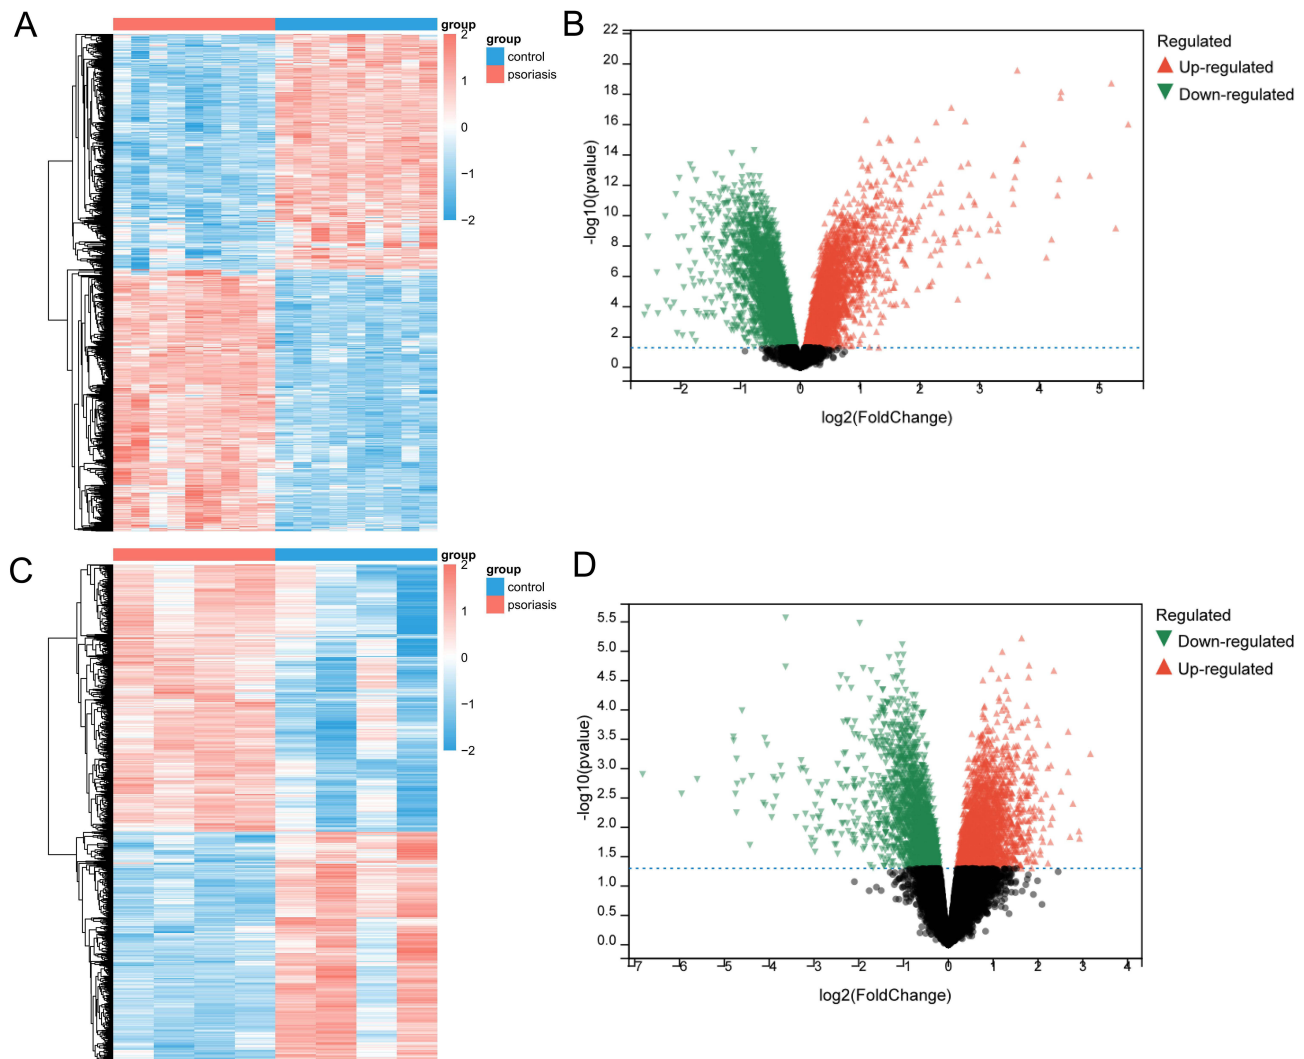 A
group
2
1
0
−1
−2
group
control
psoriasis
B
22
20
18
16
14
12
10
8
6
4
2
0
-log10(pvalue)
−2
−1
0
1
2
3
4
5
log2(FoldChange)
Regulated
Up-regulated
Down-regulated
C
group
2
1
0
−1
−2
group
control
psoriasis
D
5.5
5.0
4.5
4.0
3.5
3.0
2.5
2.0
1.5
1.0
0.5
0.0
-log10(pvalue)
−7
−6
−5
−4
−3
−2
−1
0
1
2
3
4
log2(FoldChange)
Regulated
Down-regulated
Up-regulated